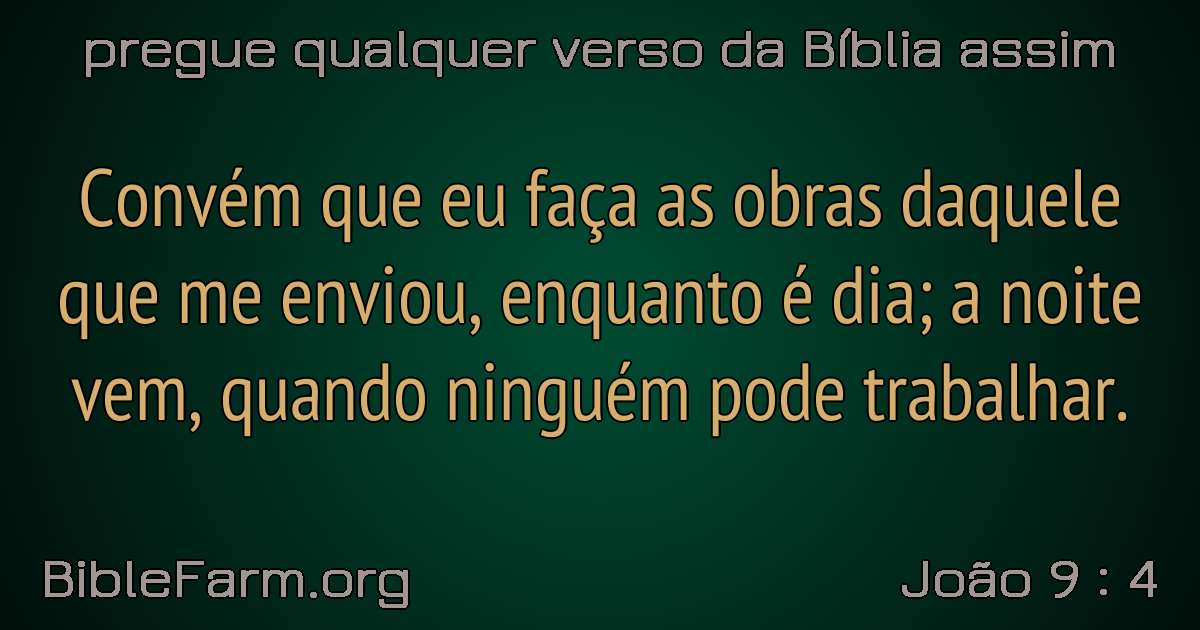 pregue qualquer verso da Bíblia assim
Convém que eu faça as obras daquele
que me enviou, enquanto é dia; a noite
vem, quando ninguém pode trabalhar.
BibleFarm.org
João 9 : 4